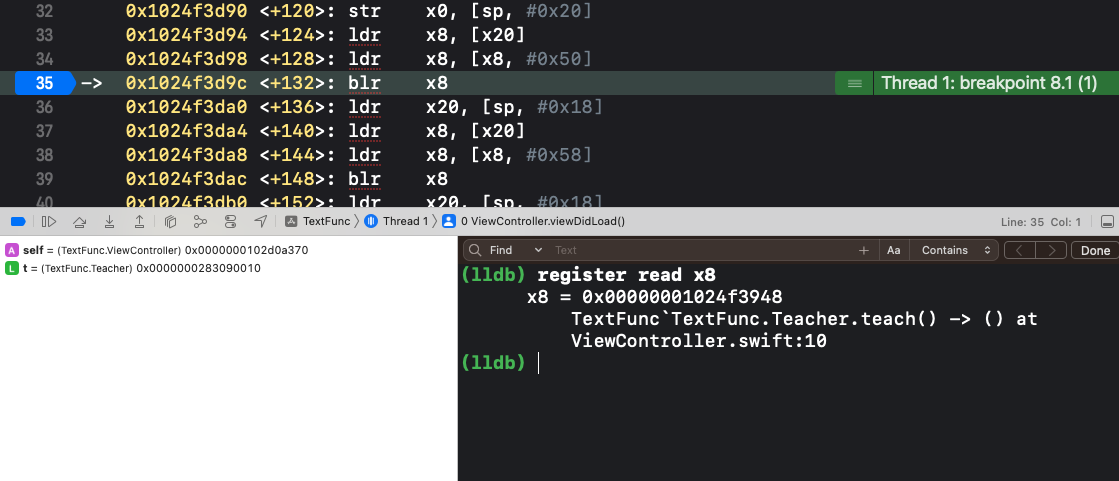 32 0x1024f3d90 <+120>: str x0, [sp, #0x20]
33 0x1024f3d94 <+124>: ldr x8, [x20]
34 0x1024f3d98 <+128>: ldr x8, [x8, #0x50]
35 -> 0x1024f3d9c <+132>: blr x8 Thread 1: breakpoint 8.1 (1)
36 0x1024f3da0 <+136>: ldr x20, [sp, #0x18]
37 0x1024f3da4 <+140>: ldr x8, [x20]
38 0x1024f3da8 <+144>: ldr x8, [x8, #0x58]
39 0x1024f3dac <+148>: blr x8
40 0x1024f3db0 <+152>: ldr x20, [sp, #0x18]
TextFunc Thread 1 0 ViewController.viewDidLoad() Line: 35 Col: 1
A self = (TextFunc.ViewController) 0x0000000102d0a370
L t = (TextFunc.Teacher) 0x0000000283090010
Find Text Aa Contains Done
(lldb) register read x8
x8 = 0x00000001024f3948
TextFunc`TextFunc.Teacher.teach() -> () at
ViewController.swift:10
(lldb)